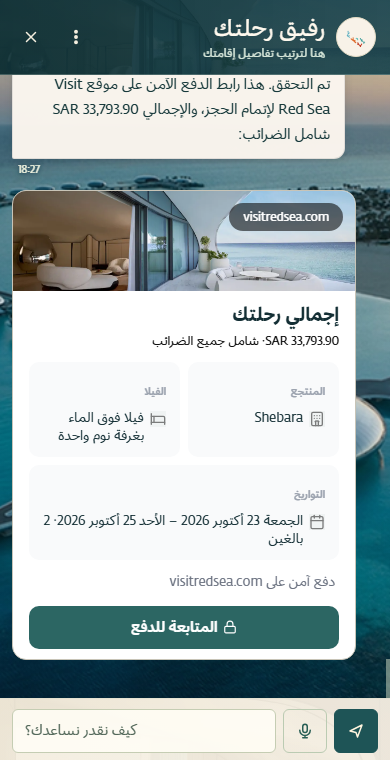 رفيق رحلتك
هنا لترتيب تفاصيل إقامتك
تم التحقق. هذا رابط الدفع الآمن على موقع Visit
Red Sea لإتمام الحجز، والإجمالي SAR 33,793.90
شامل الضرائب:
18:27
visitredsea.com
إجمالي رحلتك
SAR 33,793.90· شامل جميع الضرائب
المنتجع
Shebara
الفيلا
فيلا فوق الماء
بغرفة نوم واحدة
التواريخ
الجمعة 23 أكتوبر 2026 – الأحد 25 أكتوبر 2026· 2
بالغين
دفع آمن على visitredsea.com
المتابعة للدفع
كيف نقدر نساعدك؟